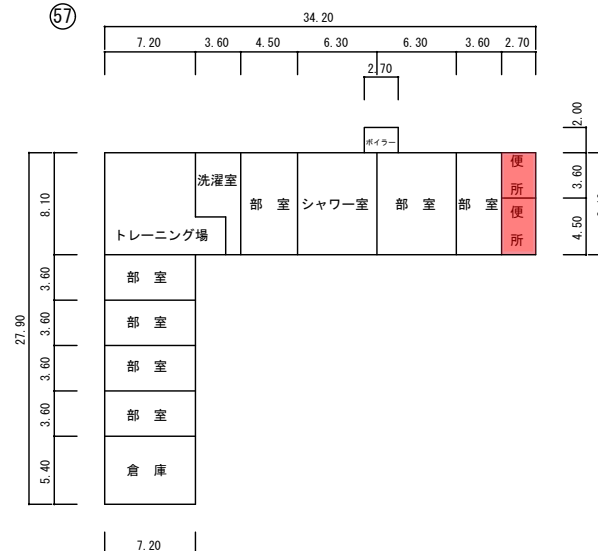 57
34.20
7.20 3.60 4.50 6.30 6.30 3.60 2.70
2.70
2.00
ボイラー
洗濯室
部 室
シャワー室
部 室
部 室
便所
便所
トレーニング場
8.10
3.60
4.50
部 室
部 室
部 室
部 室
倉 庫
27.90
3.60
3.60
3.60
3.60
5.40
7.20